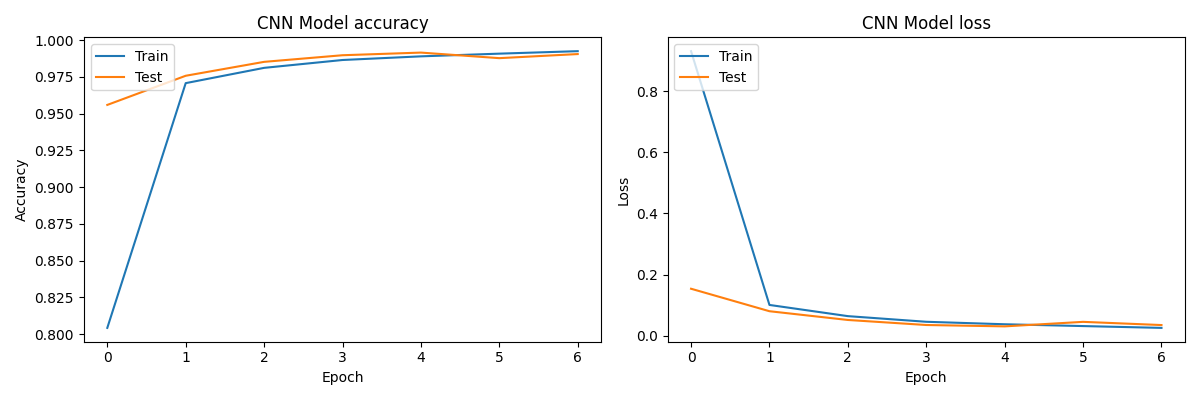 CNN Model accuracy
1.000
0.975
0.950
0.925
0.900
0.875
0.850
0.825
0.800
Accuracy
Train
Test
0 1 2 3 4 5 6
Epoch
CNN Model loss
0.8
0.6
0.4
0.2
0.0
Loss
Train
Test
0 1 2 3 4 5 6
Epoch